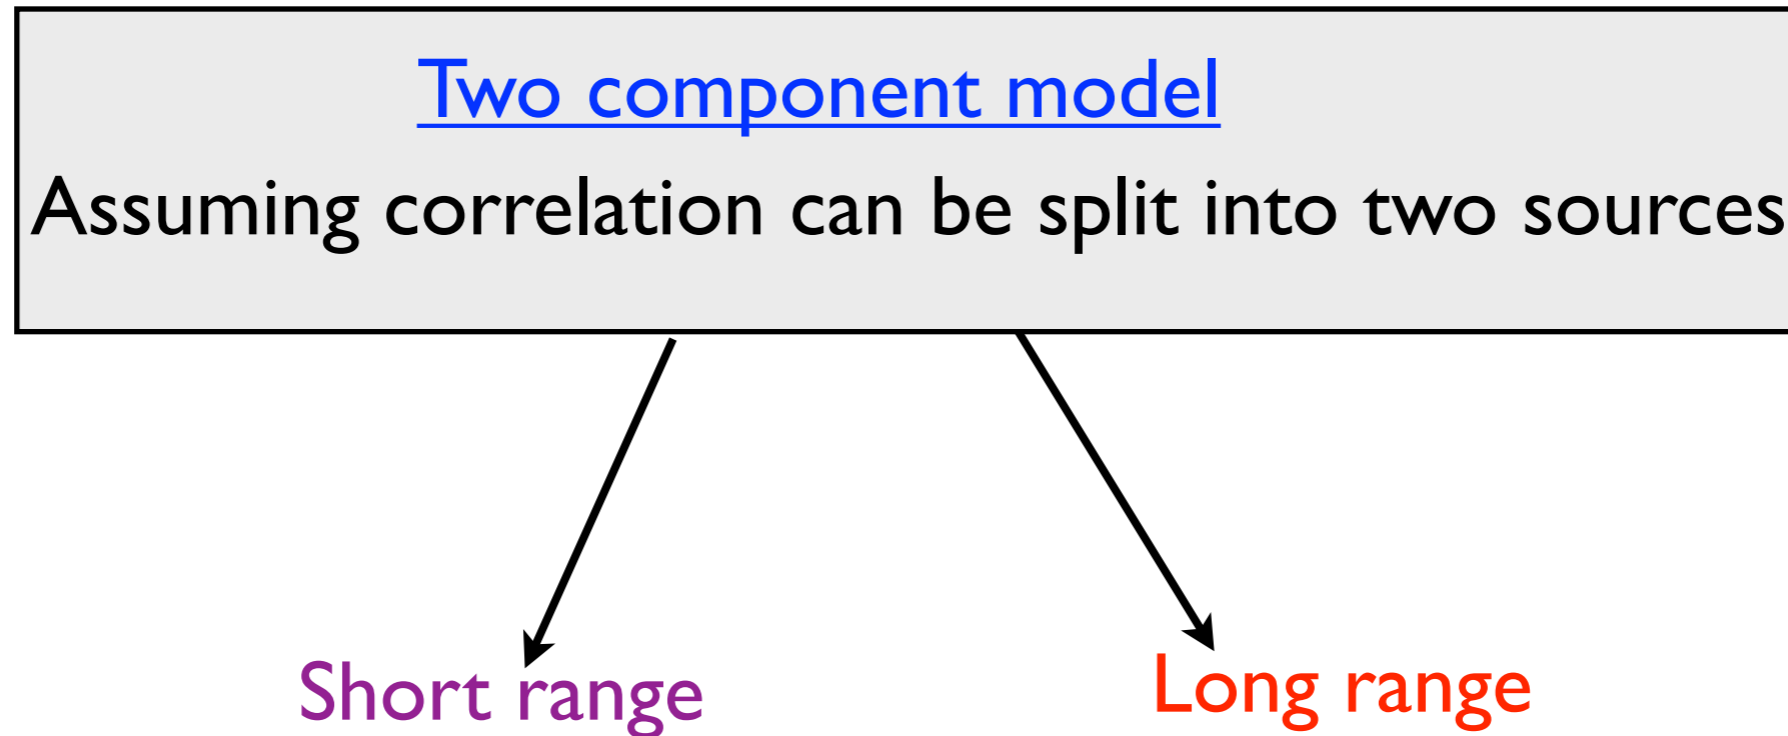 Two component model
Assuming correlation can be split into two sources
Short range
Long range